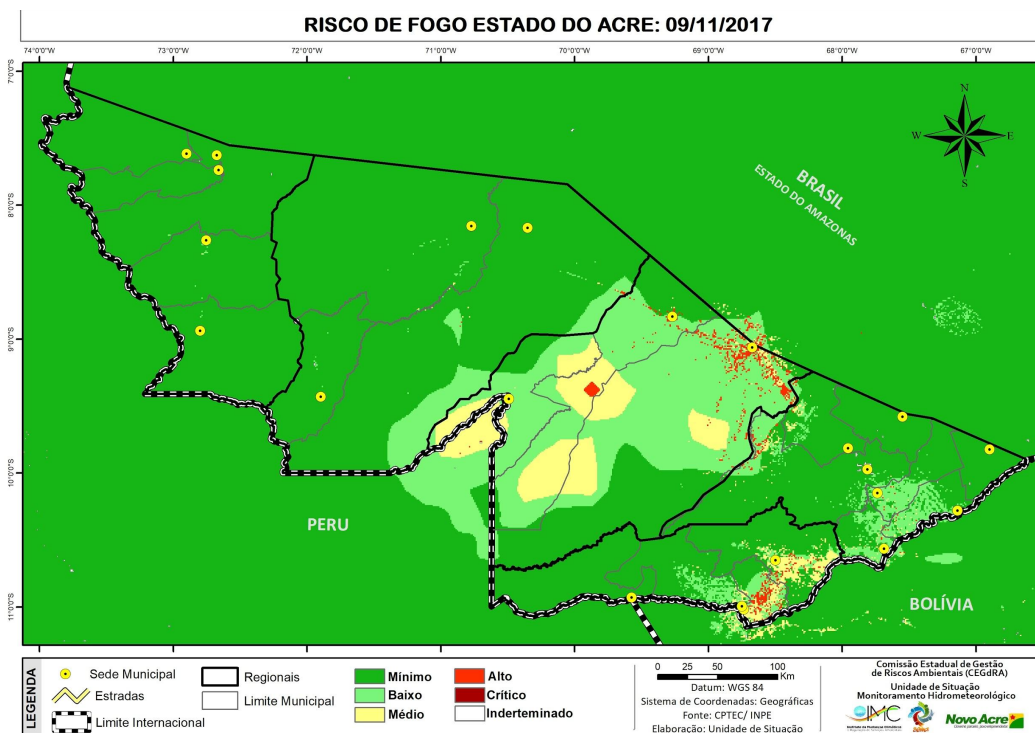 RISCO DE FOGO ESTADO DO ACRE: 09/11/2017
74°0'0"W 73°0'0"W 72°0'0"W 71°0'0"W 70°0'0"W 69°0'0"W 68°0'0"W 67°0'0"W
7°0'0"S
8°0'0"S
9°0'0"S
10°0'0"S
11°0'0"S
N
W E
S
BRASIL
ESTADO DO AMAZONAS
PERU
BOLÍVIA
LEGENDA
Sede Municipal
Estradas
Limite Internacional
Regionais
Limite Municipal
Mínimo
Baixo
Médio
Alto
Crítico
Inderteminado
0 25 50 100
Km
Datum: WGS 84
Sistema de Coordenadas: Geográficas
Fonte: CPTEC/ INPE
Elaboração: Unidade de Situação
Comissão Estadual de Gestão
de Riscos Ambientais (CEGdRA)
Unidade de Situação
Monitoramento Hidrometeorológico
IMC
Novo Acre